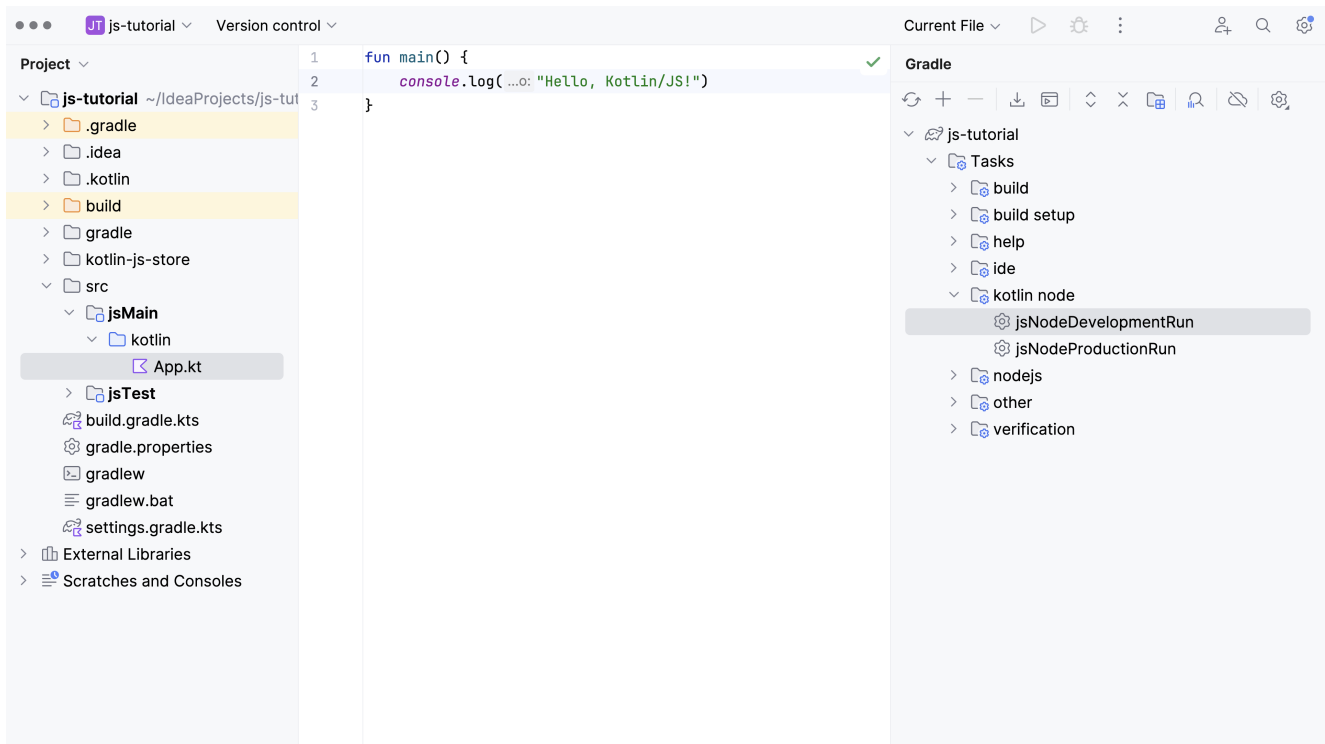 JT js-tutorial Version control Current File
Project
js-tutorial ~/IdeaProjects/js-tut
.gradle
.idea
.kotlin
build
gradle
kotlin-js-store
src
jsMain
kotlin
App.kt
jsTest
build.gradle.kts
gradle.properties
gradlew
gradlew.bat
settings.gradle.kts
External Libraries
Scratches and Consoles
1 fun main() {
2 console.log( ...o: "Hello, Kotlin/JS!")
3 }
Gradle
js-tutorial
Tasks
build
build setup
help
ide
kotlin node
jsNodeDevelopmentRun
jsNodeProductionRun
nodejs
other
verification